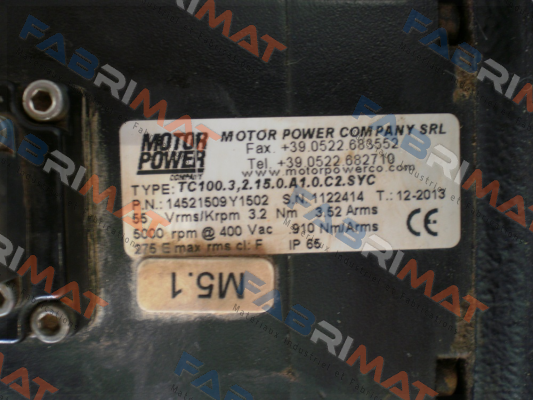 MOTOR
POWER
COMPANY
MOTOR POWER COMPANY SRL
Fax. +39.0522.683552
Tel. +39.0522.682710
www.motorpowerco.com
TYPE: TC100.3,2.15.0.A1.0.C2.SYC
P.N.: 14521509Y1502 S.N.:1122414 T.: 12-2013
55 Vrms/Krpm 3.2 Nm 3.52 Arms
5000 rpm @ 400 Vac 910 Nm/Arms
275 E max rms cl: F IP 65
CE
M5.1
FABRIMAT
FABRIMAT
FABRIMAT
FABRIMAT